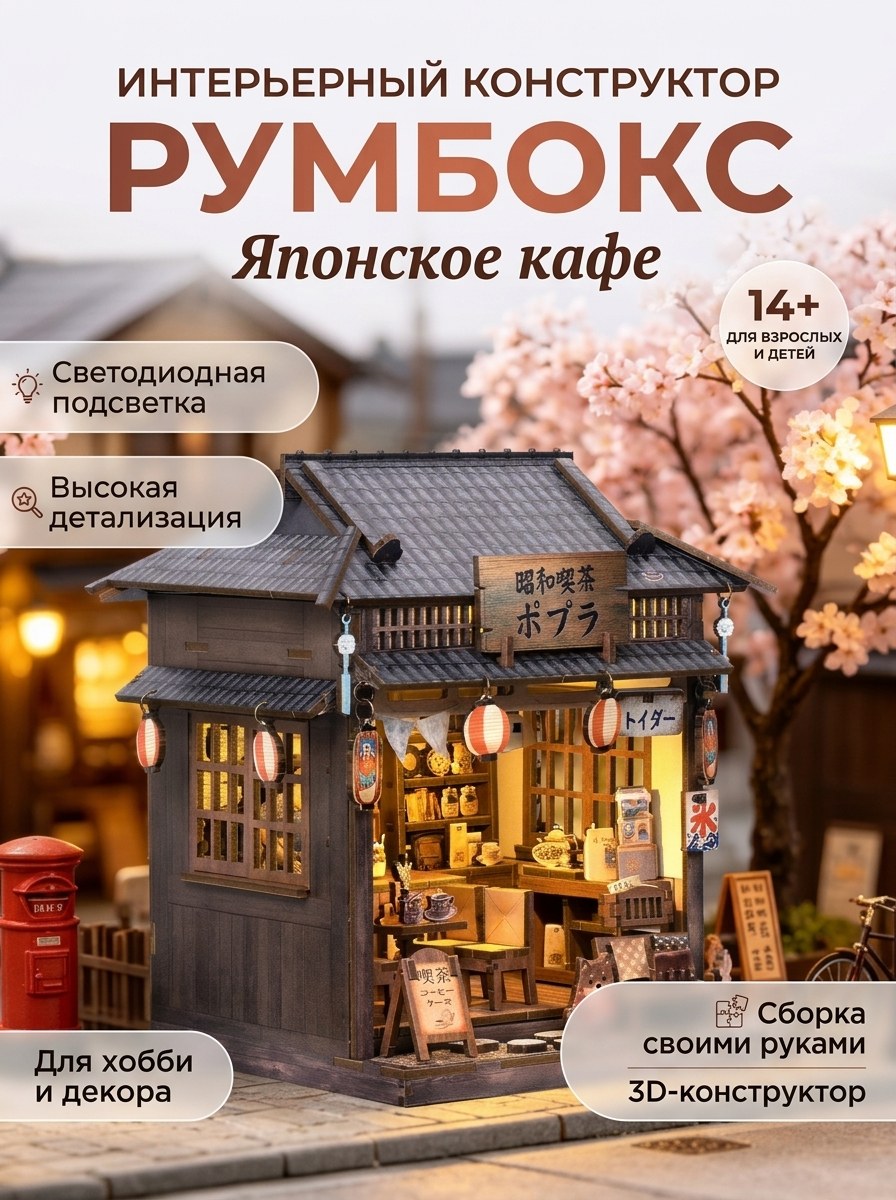 ИНТЕРЬЕРНЫЙ КОНСТРУКТОР
РУМБОКС
Японское кафе
14+
ДЛЯ ВЗРОСЛЫХ
И ДЕТЕЙ
Светодиодная
подсветка
Высокая
детализация
昭和喫茶
ポプラ
トイダー
氷
喫茶
コーヒー
ケーマ
Для хобби
и декора
Сборка
своими руками
3D-конструктор